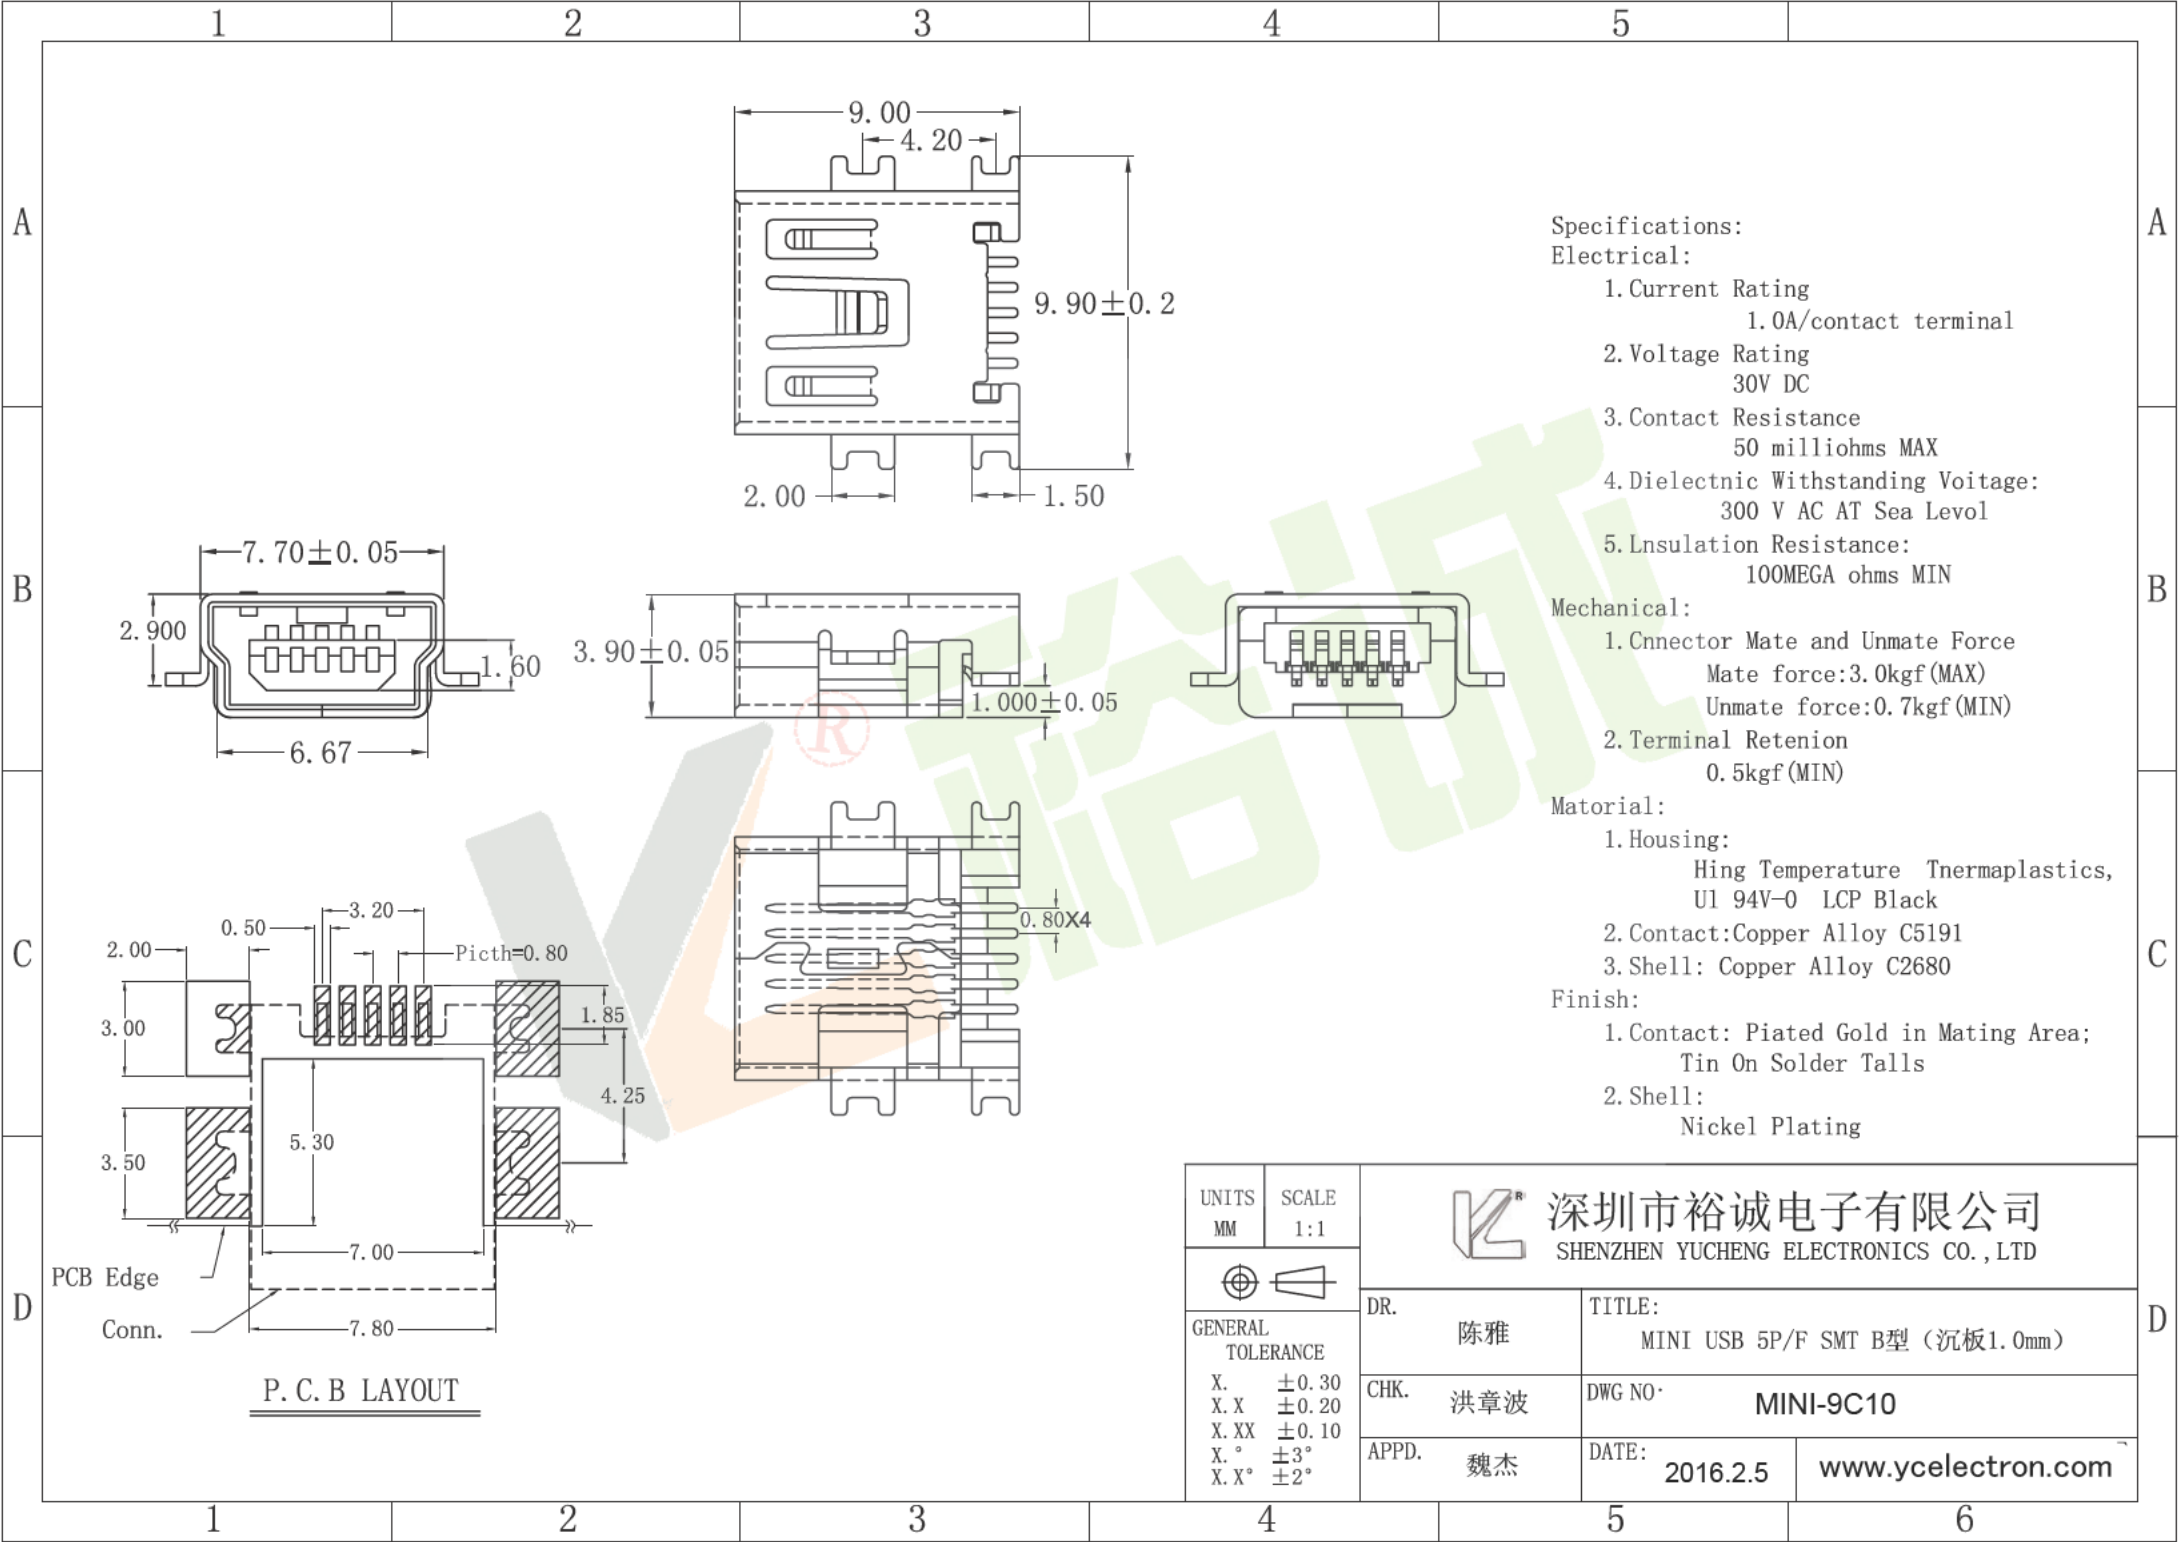 1 2 3 4 5
A
B
C
D
A
B
C
D
9.00
4.20
9.90±0.2
2.00
1.50
7.70±0.05
2.900
1.60
6.67
3.90±0.05
1.000±0.05
®
裕诚
0.80X4
3.20
0.50
2.00
Picth=0.80
3.00
1.85
4.25
5.30
3.50
7.00
PCB Edge
Conn.
7.80
P.C.B LAYOUT
Specifications:
Electrical:
1.Current Rating
1.0A/contact terminal
2.Voltage Rating
30V DC
3.Contact Resistance
50 milliohms MAX
4.Dielectnic Withstanding Voitage:
300 V AC AT Sea Levol
5.Lnsulation Resistance:
100MEGA ohms MIN
Mechanical:
1.Cnnector Mate and Unmate Force
Mate force:3.0kgf(MAX)
Unmate force:0.7kgf(MIN)
2.Terminal Retenion
0.5kgf(MIN)
Matorial:
1.Housing:
Hing Temperature Tnermaplastics,
Ul 94V-0 LCP Black
2.Contact:Copper Alloy C5191
3.Shell: Copper Alloy C2680
Finish:
1.Contact: Piated Gold in Mating Area;
Tin On Solder Talls
2.Shell:
Nickel Plating
UNITS
MM
SCALE
1:1
GENERAL
TOLERANCE
X. ±0.30
X.X ±0.20
X.XX ±0.10
X.° ±3°
X.X° ±2°
®
深圳市裕诚电子有限公司
SHENZHEN YUCHENG ELECTRONICS CO.,LTD
DR. 陈雅
TITLE:
MINI USB 5P/F SMT B型（沉板1.0mm）
CHK. 洪章波
DWG NO. MINI-9C10
APPD. 魏杰
DATE: 2016.2.5
www.ycelectron.com
1 2 3 4 5 6